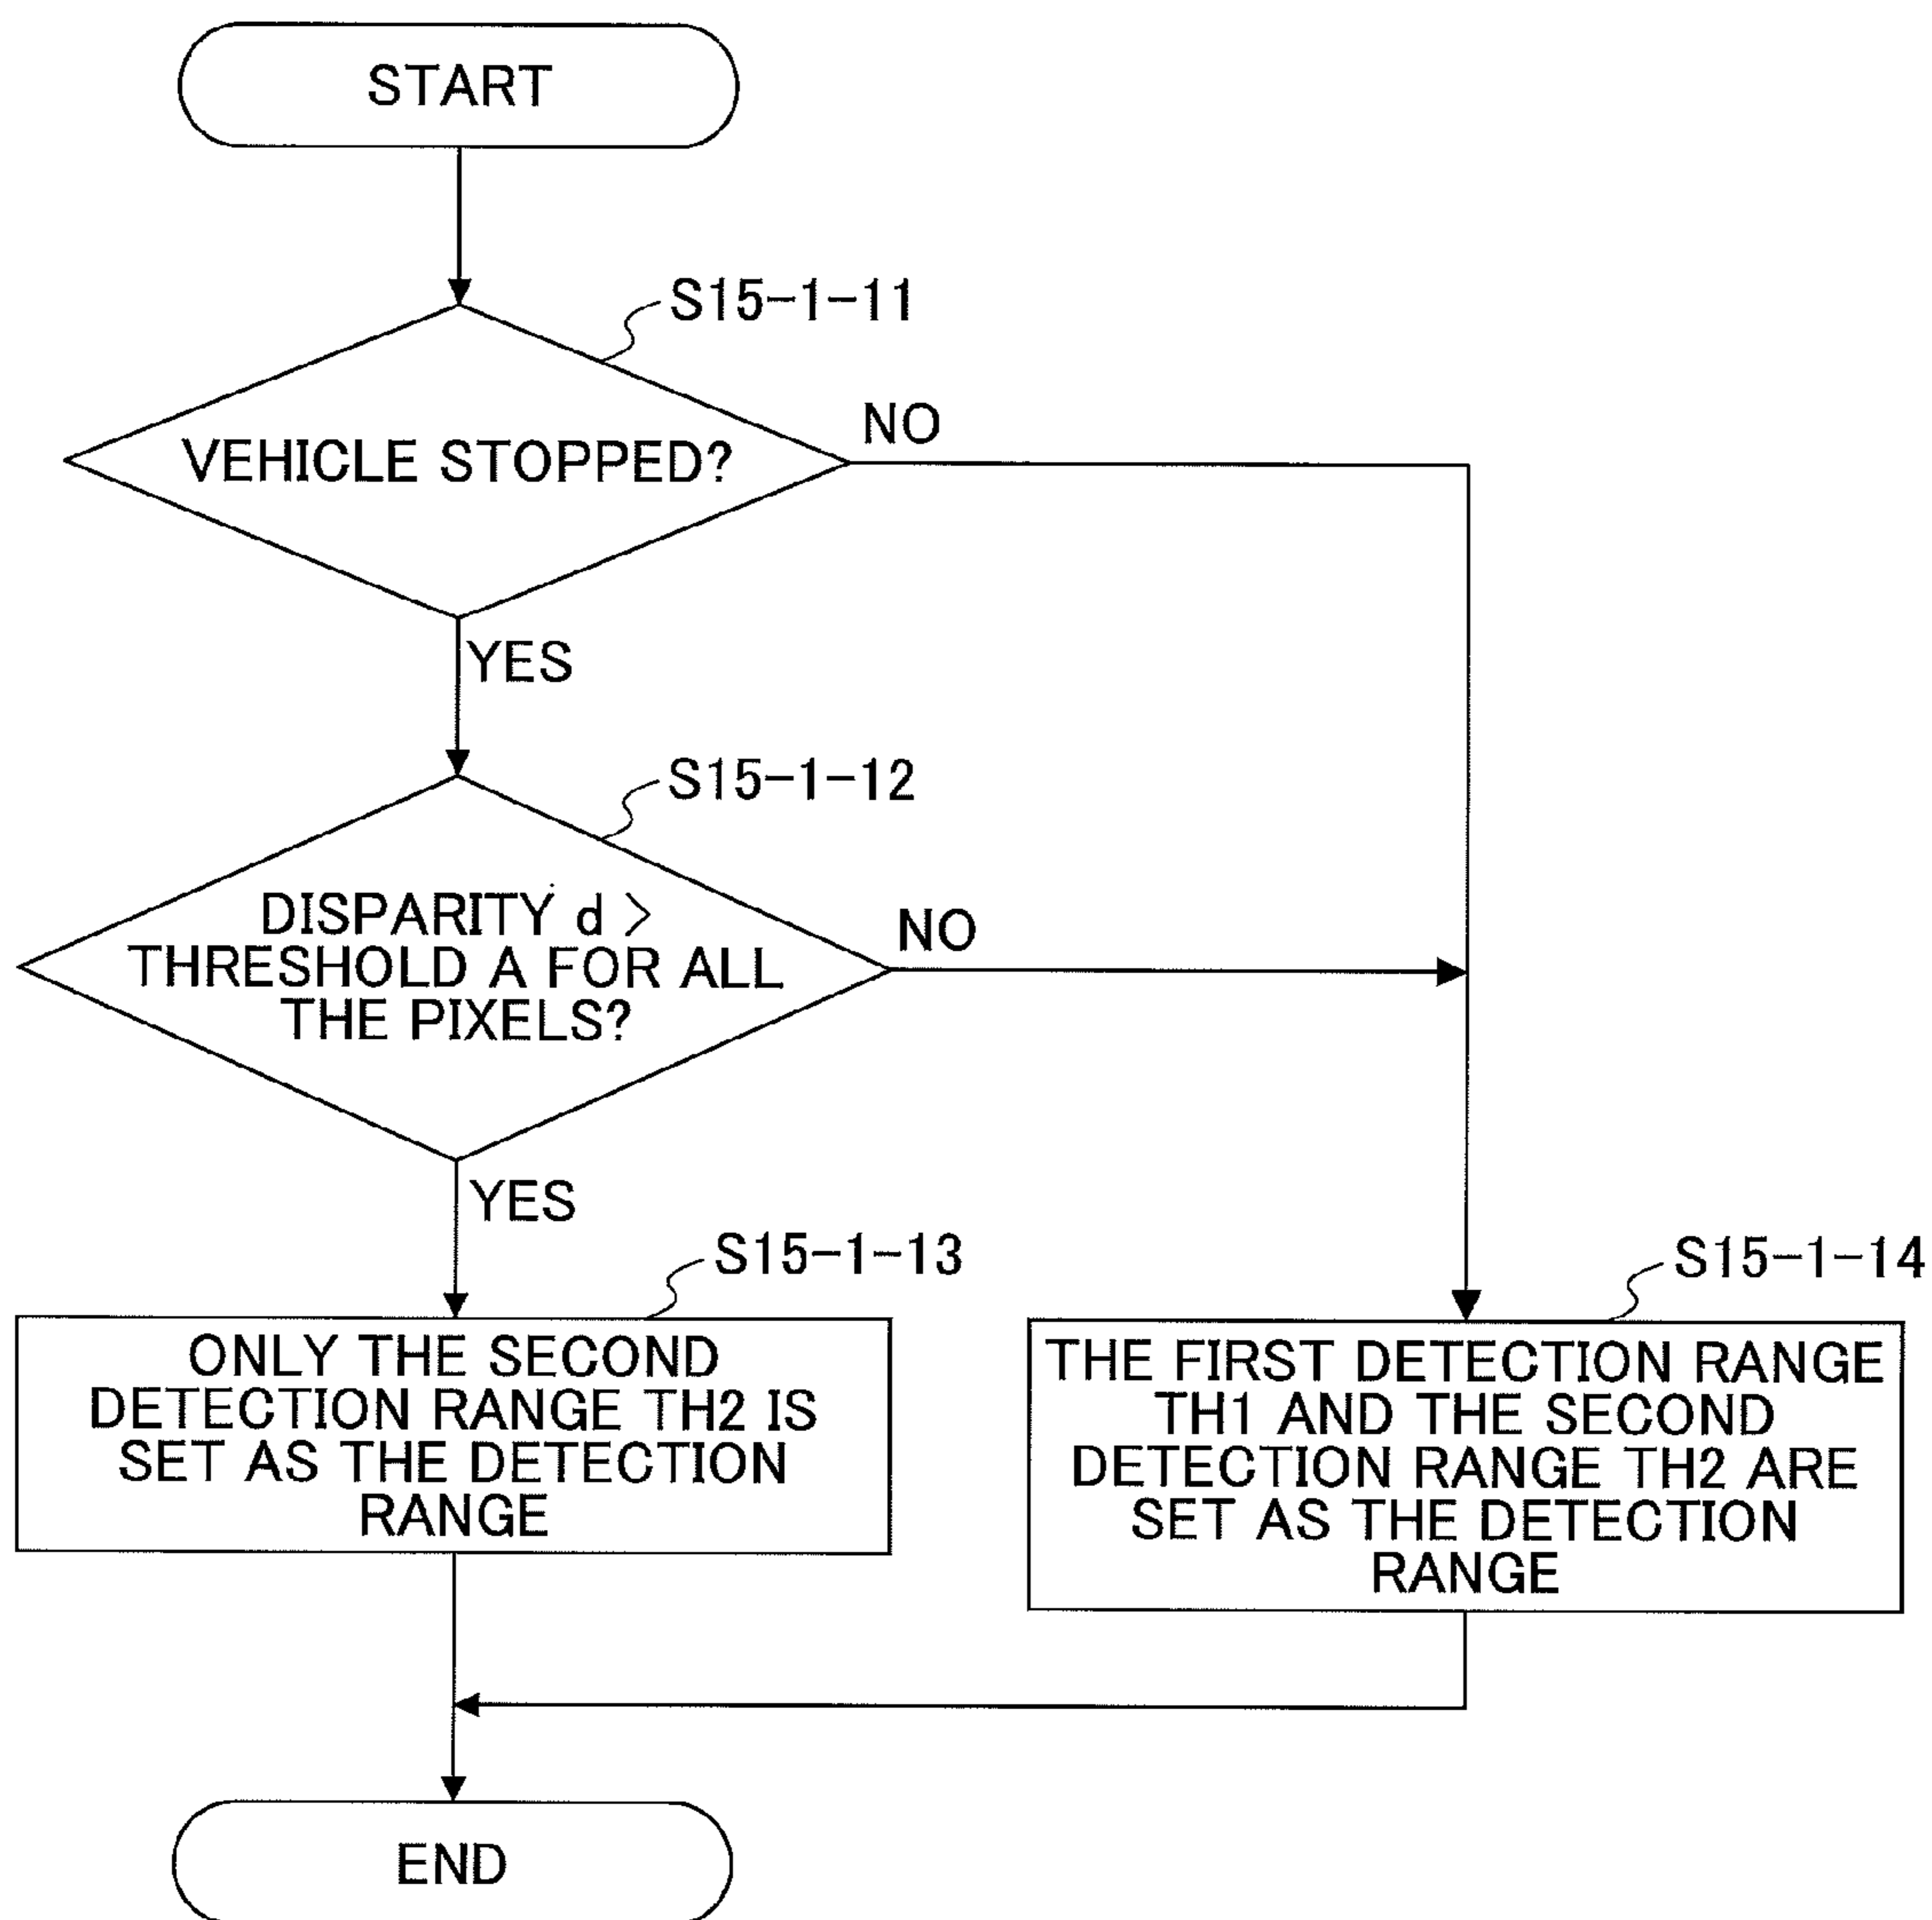 START
S15-1-11
VEHICLE STOPPED?
NO
YES
S15-1-12
DISPARITY d >
THRESHOLD A FOR ALL
THE PIXELS?
NO
YES
S15-1-13
ONLY THE SECOND
DETECTION RANGE TH2 IS
SET AS THE DETECTION
RANGE
S15-1-14
THE FIRST DETECTION RANGE
TH1 AND THE SECOND
DETECTION RANGE TH2 ARE
SET AS THE DETECTION
RANGE
END